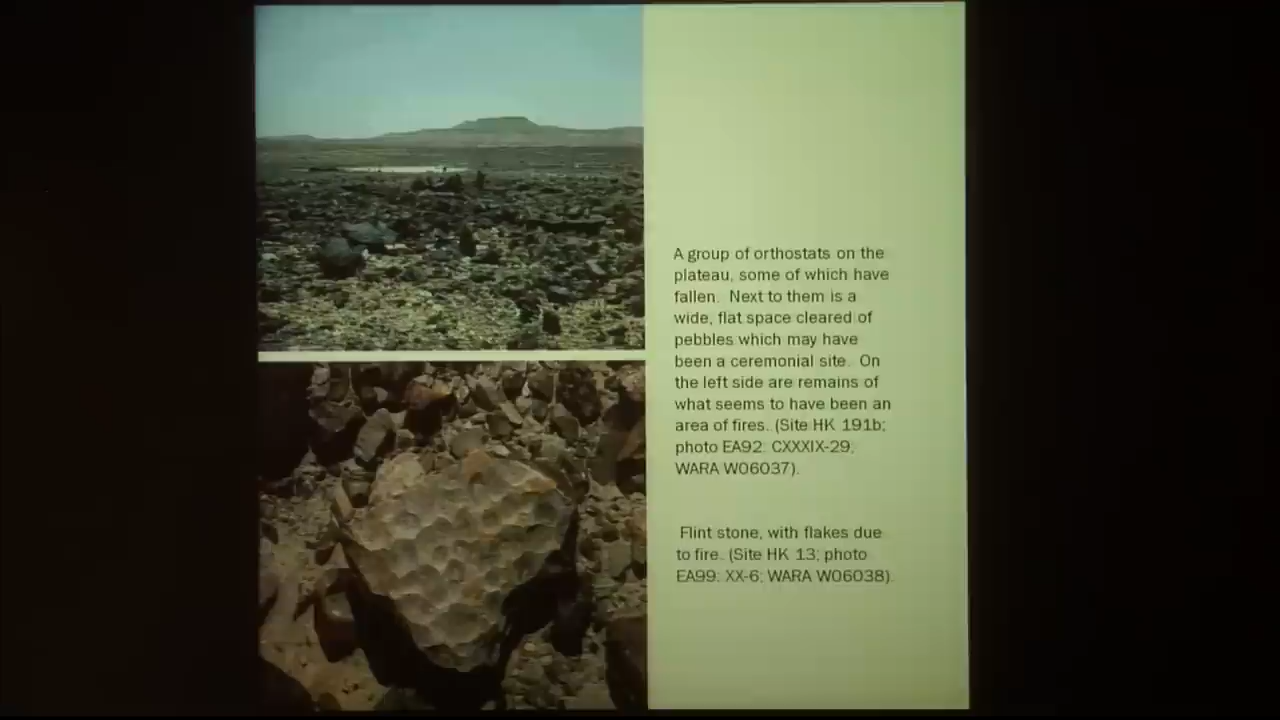 A group of orthostats on the
plateau, some of which have
fallen. Next to them is a
wide, flat space cleared of
pebbles which may have
been a ceremonial site. On
the left side are remains of
what seems to have been an
area of fires. (Site HK 191b;
photo EA92: CXXXIX-29;
WARA W06037).
Flint stone, with flakes due
to fire. (Site HK 13; photo
EA99: XX-6; WARA W06038).